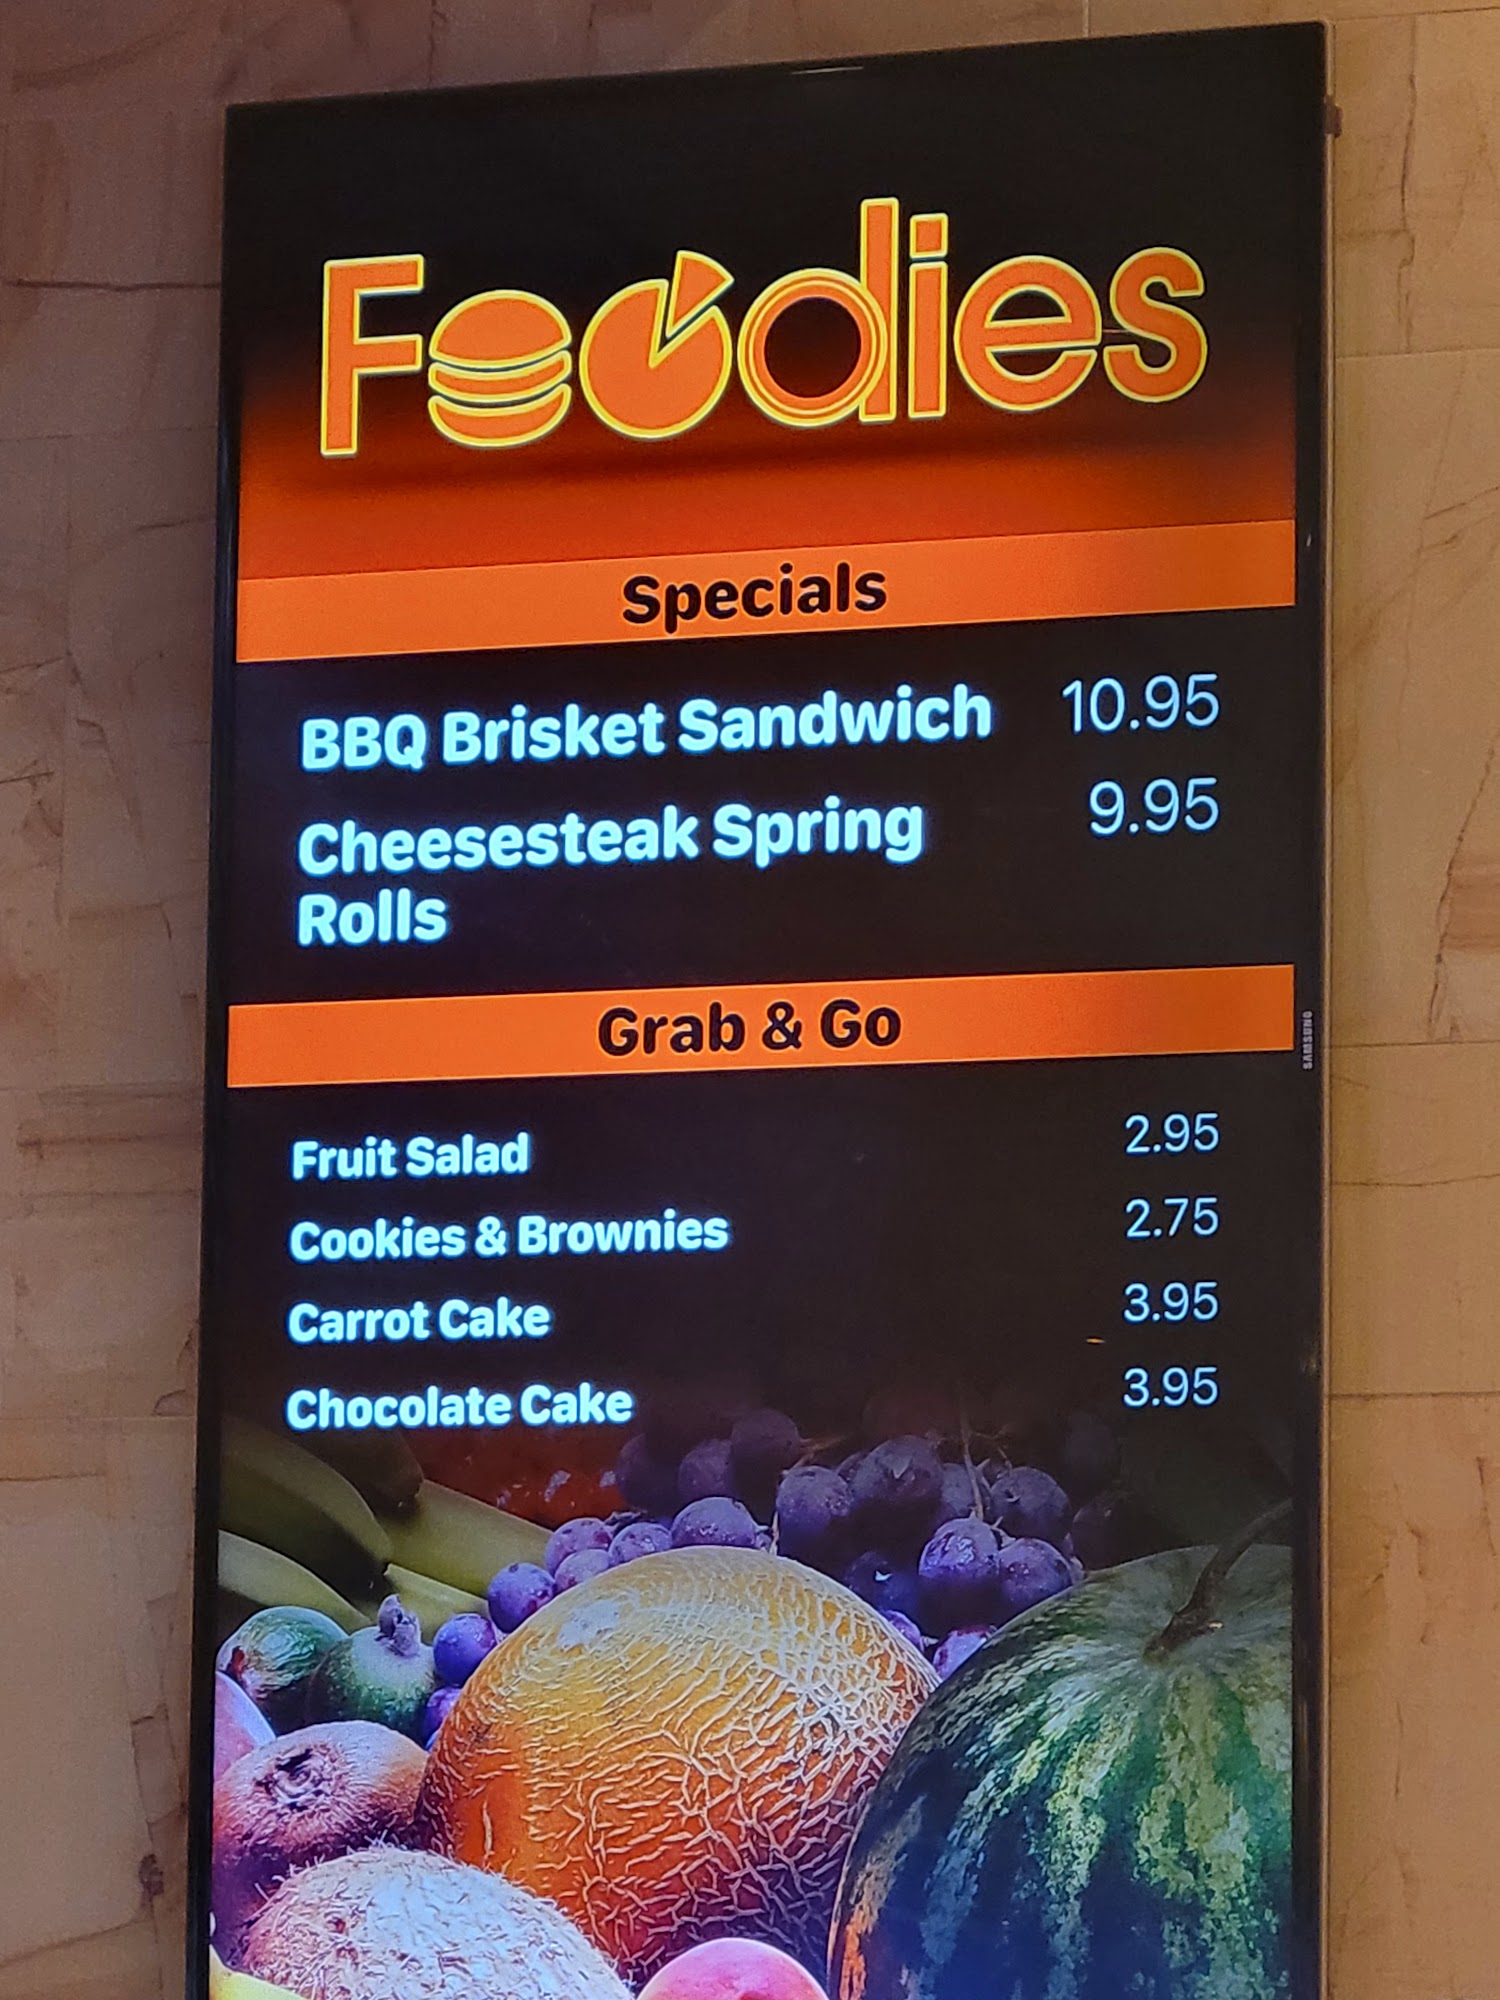 Foodies
Specials
BBQ Brisket Sandwich 10.95
Cheesesteak Spring 9.95
Rolls
Grab & Go
SAMSUNG
Fruit Salad 2.95
Cookies & Brownies 2.75
Carrot Cake 3.95
Chocolate Cake 3.95